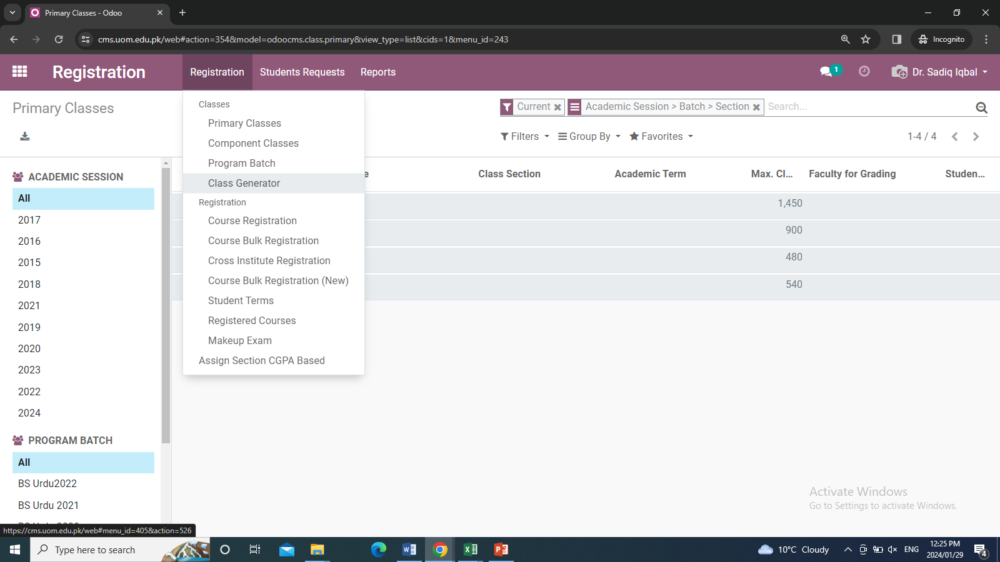 Primary Classes - Odoo
cms.uom.edu.pk/web#action=354&model=odoocms.class.primary&view_type=list&cids=1&menu_id=243
Incognito
Registration
Registration
Students Requests
Reports
1
Dr. Sadiq Iqbal
Primary Classes
Current
Academic Session > Batch > Section
Search...
Filters
Group By
Favorites
1-4 / 4
Classes
Primary Classes
Component Classes
Program Batch
Class Generator
Registration
Course Registration
Course Bulk Registration
Cross Institute Registration
Course Bulk Registration (New)
Student Terms
Registered Courses
Makeup Exam
Assign Section CGPA Based
ACADEMIC SESSION
All
2017
2016
2015
2018
2021
2019
2020
2023
2022
2024
PROGRAM BATCH
All
BS Urdu2022
BS Urdu 2021
e
Class Section
Academic Term
Max. Cl...
Faculty for Grading
Studen...
1,450
900
480
540
Activate Windows
Go to Settings to activate Windows.
https://cms.uom.edu.pk/web#menu_id=405&action=526
Type here to search
10°C Cloudy
ENG
12:25 PM
2024/01/29
4